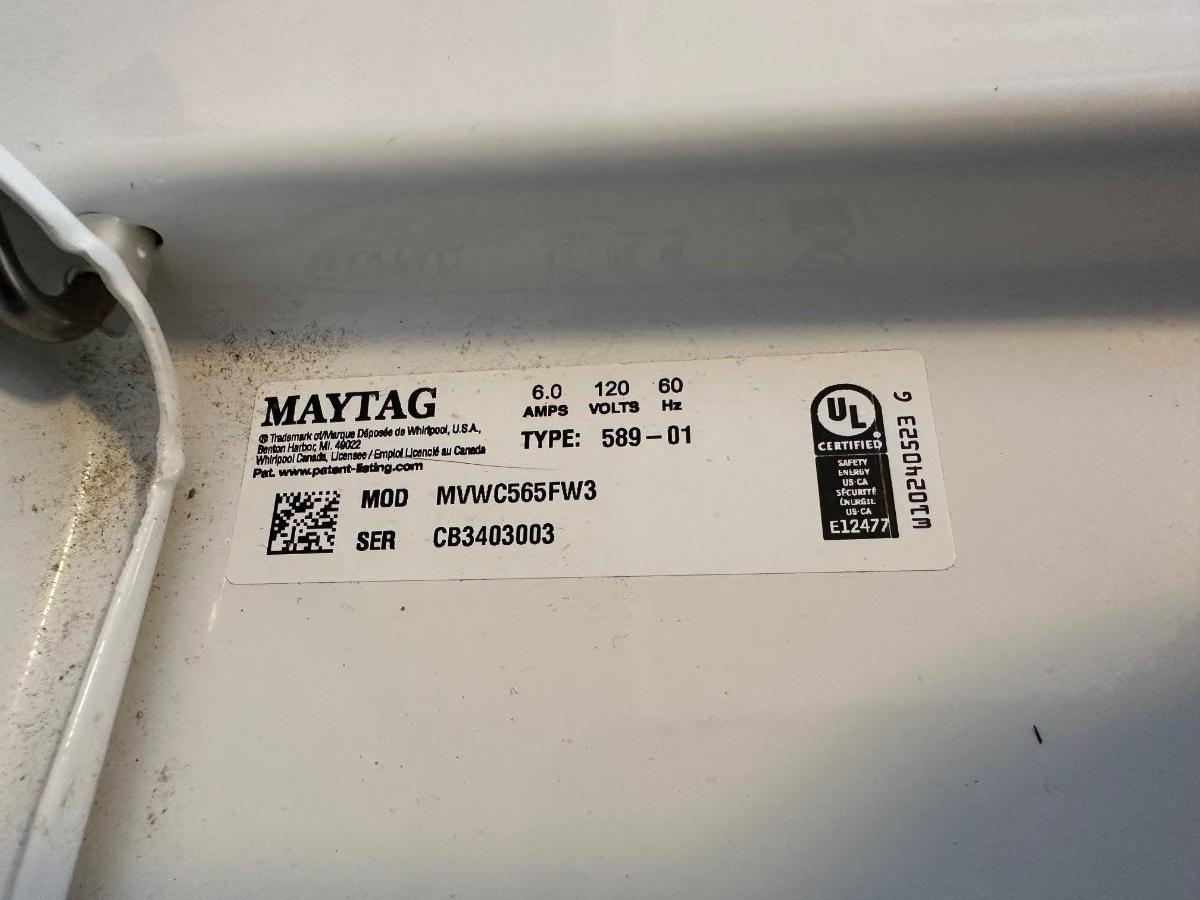 MAYTAG
® Trademark of/Marque Déposée de Whirlpool, U.S.A.,
Benton Harbor, MI. 49022
Whirlpool Canada, Licensee / Emploi Licencié au Canada
Pat. www.patent-listing.com
6.0 120 60
AMPS VOLTS Hz
TYPE: 589-01
MOD MVWC565FW3
SER CB3403003
UL
CERTIFIED
SAFETY
ENERGY
US-CA
SÉCURITÉ
ÉNERGIE
US-CA
E12477
W10240523 G